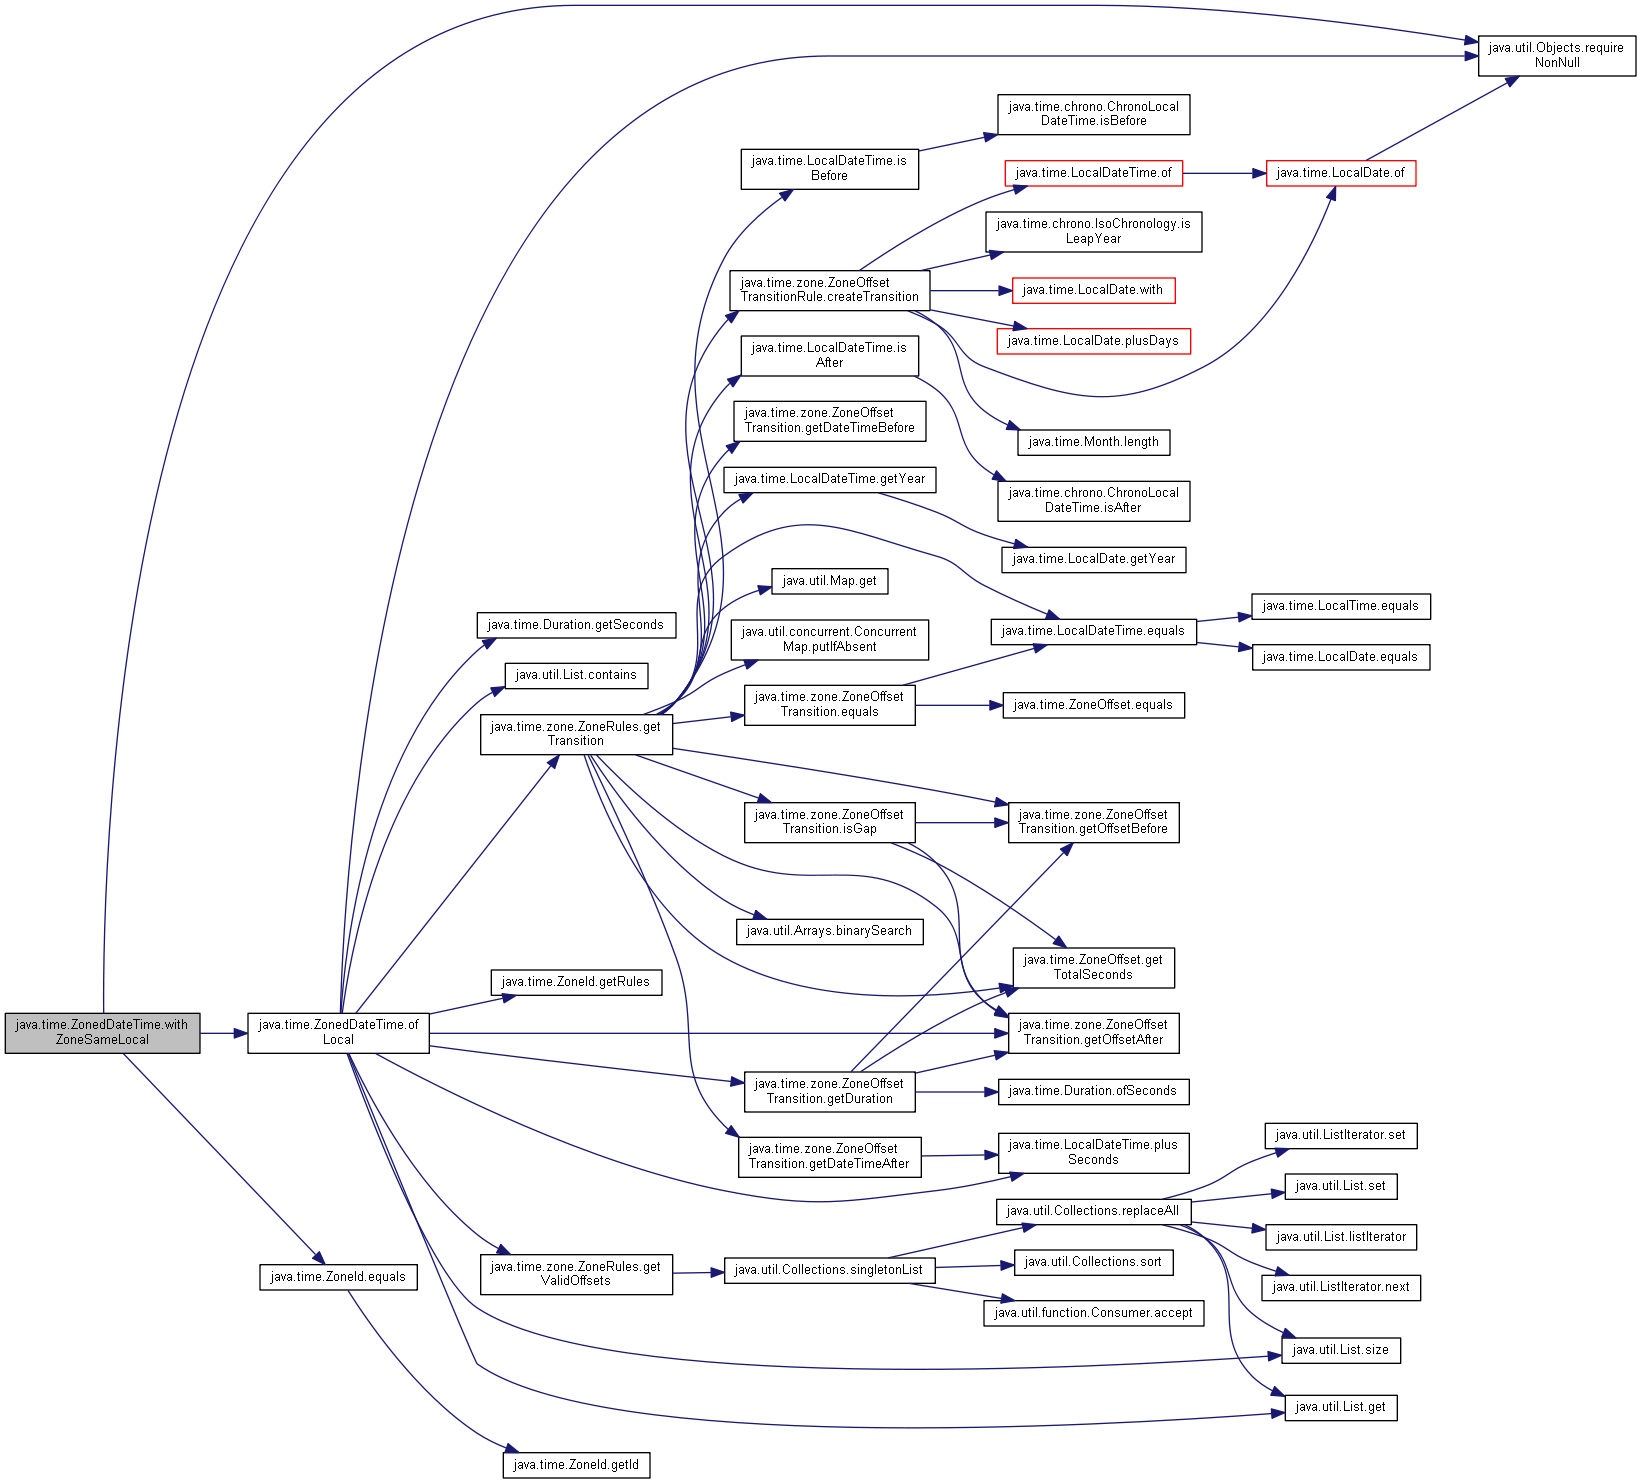 java.util.Objects.require
NonNull
java.time.chrono.ChronoLocal
DateTime.isBefore
java.time.LocalDateTime.is
Before
java.time.LocalDateTime.of
java.time.LocalDate.of
java.time.chrono.IsoChronology.is
LeapYear
java.time.zone.ZoneOffset
TransitionRule.createTransition
java.time.LocalDate.with
java.time.LocalDate.plusDays
java.time.LocalDateTime.is
After
java.time.zone.ZoneOffset
Transition.getDateTimeBefore
java.time.Month.length
java.time.LocalDateTime.getYear
java.time.chrono.ChronoLocal
DateTime.isAfter
java.time.LocalDate.getYear
java.util.Map.get
java.time.LocalTime.equals
java.time.Duration.getSeconds
java.util.concurrent.Concurrent
Map.putIfAbsent
java.time.LocalDateTime.equals
java.time.LocalDate.equals
java.util.List.contains
java.time.zone.ZoneOffset
Transition.equals
java.time.ZoneOffset.equals
java.time.zone.ZoneRules.get
Transition
java.time.zone.ZoneOffset
Transition.isGap
java.time.zone.ZoneOffset
Transition.getOffsetBefore
java.util.Arrays.binarySearch
java.time.ZoneOffset.get
TotalSeconds
java.time.ZoneId.getRules
java.time.ZonedDateTime.with
ZoneSameLocal
java.time.ZonedDateTime.of
Local
java.time.zone.ZoneOffset
Transition.getOffsetAfter
java.time.zone.ZoneOffset
Transition.getDuration
java.time.Duration.ofSeconds
java.time.zone.ZoneOffset
Transition.getDateTimeAfter
java.time.LocalDateTime.plus
Seconds
java.util.ListIterator.set
java.util.List.set
java.util.Collections.replaceAll
java.util.List.listIterator
java.time.ZoneId.equals
java.time.zone.ZoneRules.get
ValidOffsets
java.util.Collections.singletonList
java.util.Collections.sort
java.util.ListIterator.next
java.util.function.Consumer.accept
java.util.List.size
java.util.List.get
java.time.ZoneId.getId